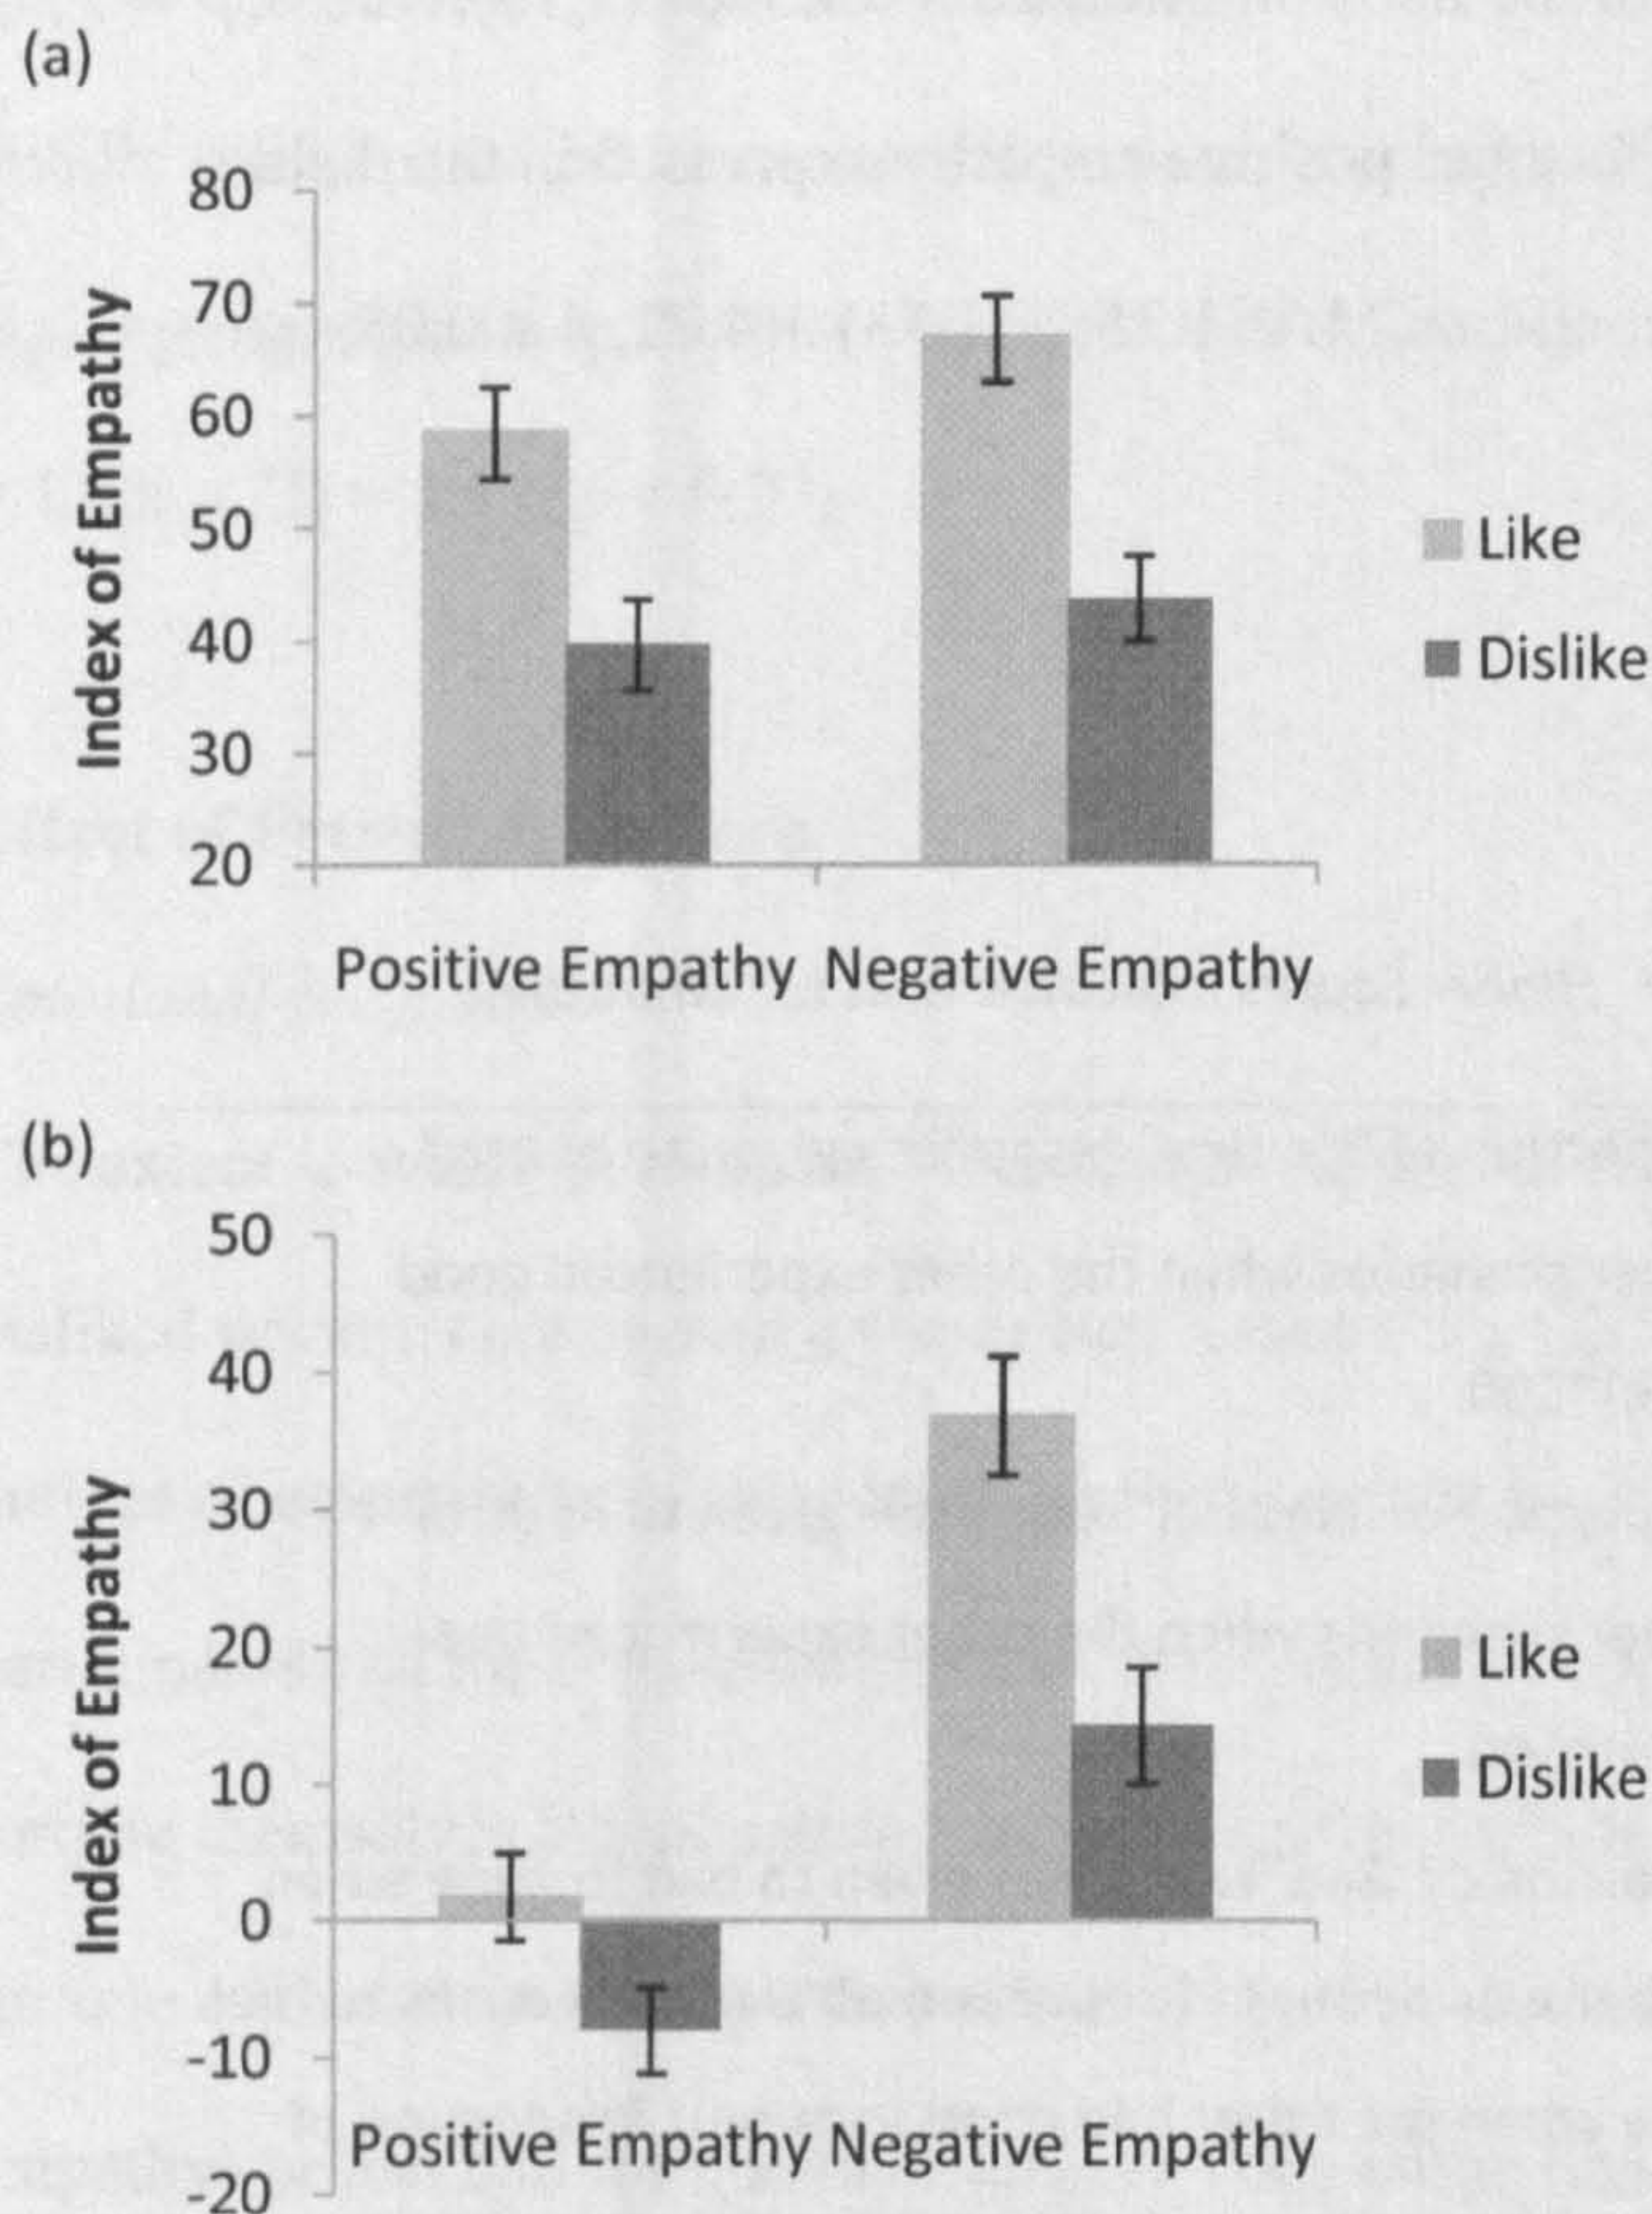 (a)
80
70
60
50
40
30
20
Index of Empathy
Positive Empathy Negative Empathy
Like
Dislike
(b)
50
40
30
20
10
0
-10
-20
Index of Empathy
Positive Empathy Negative Empathy
Like
Dislike